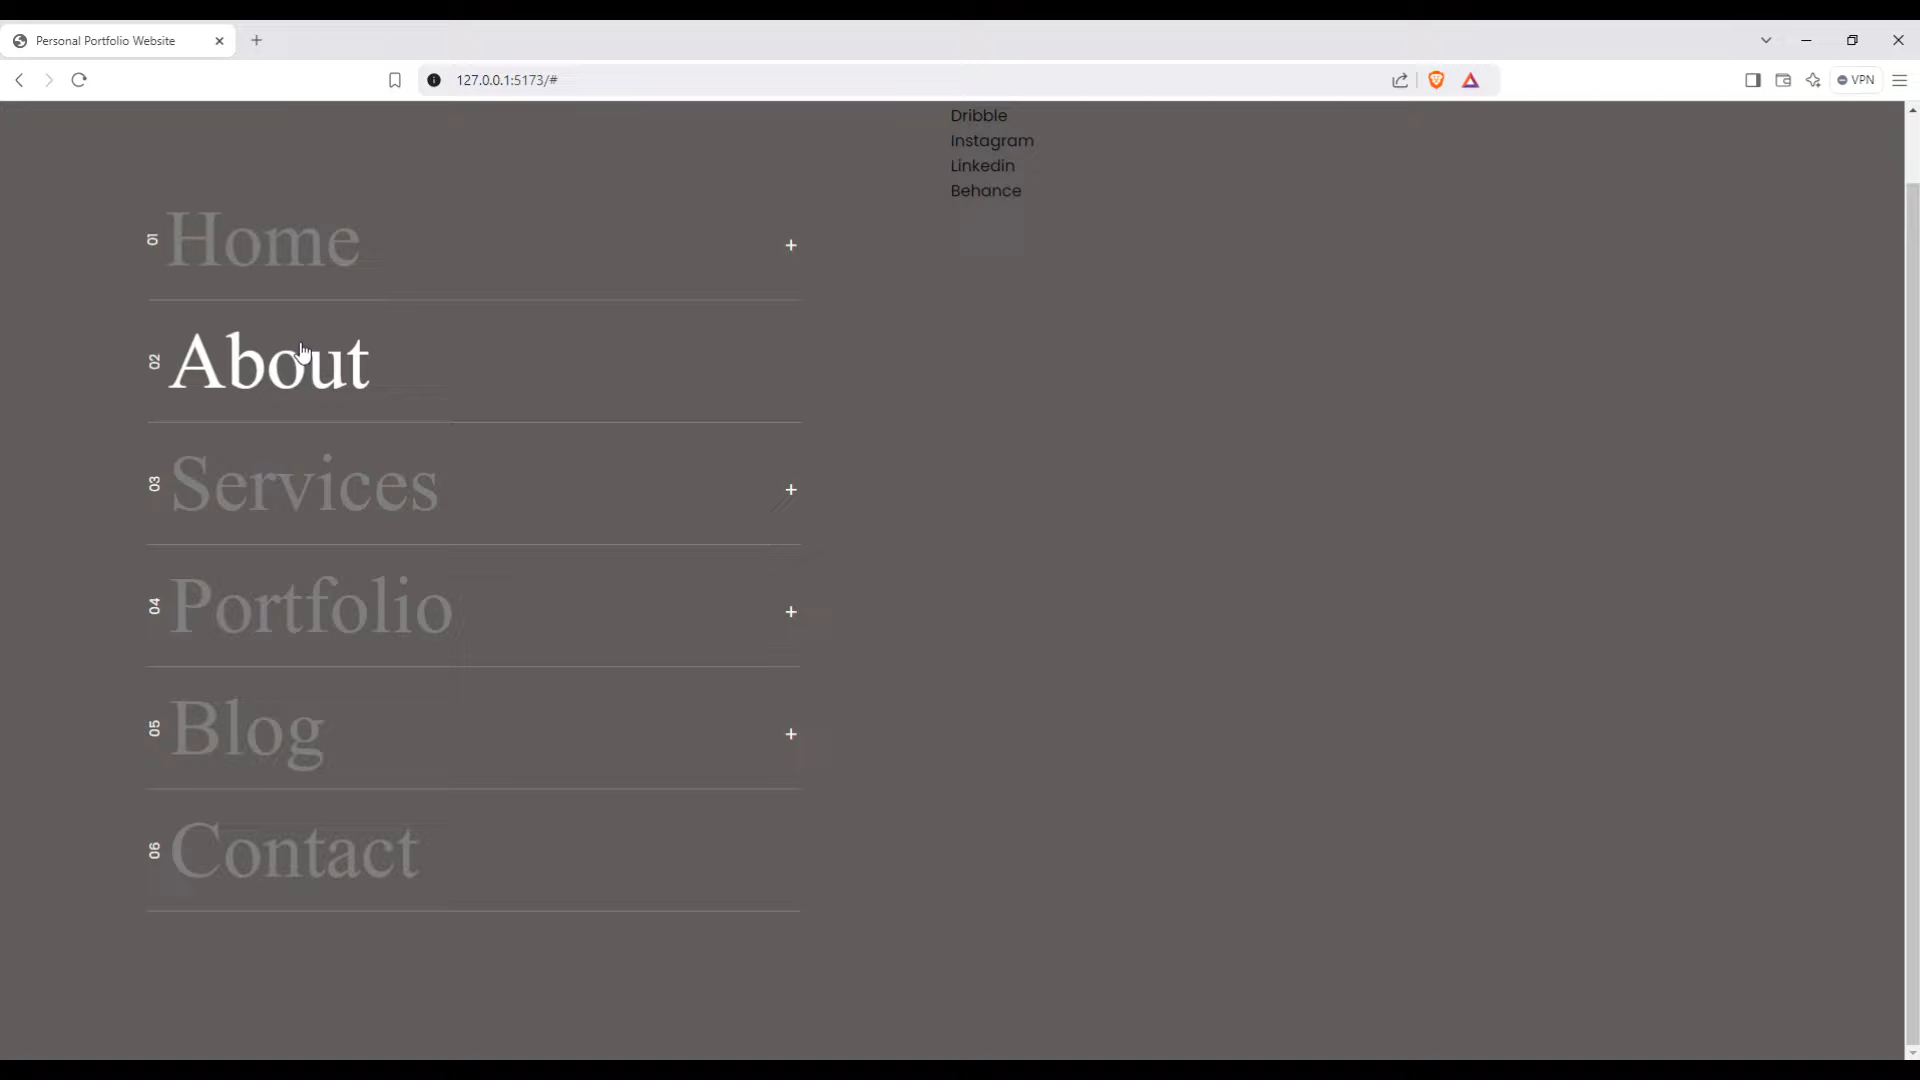 Personal Portfolio Website
127.0.0.1:5173/#
VPN
Dribble
Instagram
Linkedin
Behance
01 Home +
02 About
03 Services +
04 Portfolio +
05 Blog +
06 Contact